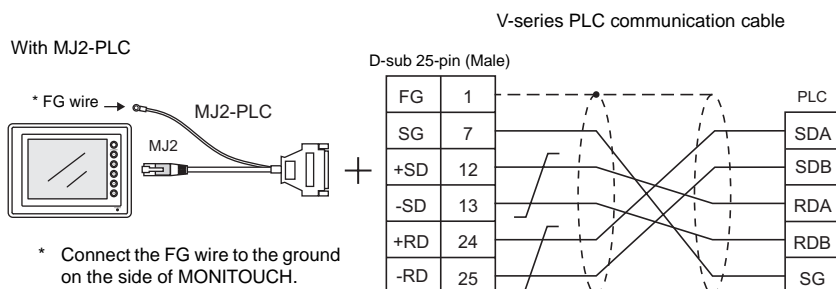 V-series PLC communication cable
With MJ2-PLC
D-sub 25-pin (Male)
* FG wire
MJ2-PLC
MJ2
+
FG 1
PLC
SG 7
SDA
+SD 12
SDB
-SD 13
RDA
+RD 24
RDB
-RD 25
SG
* Connect the FG wire to the ground
on the side of MONITOUCH.